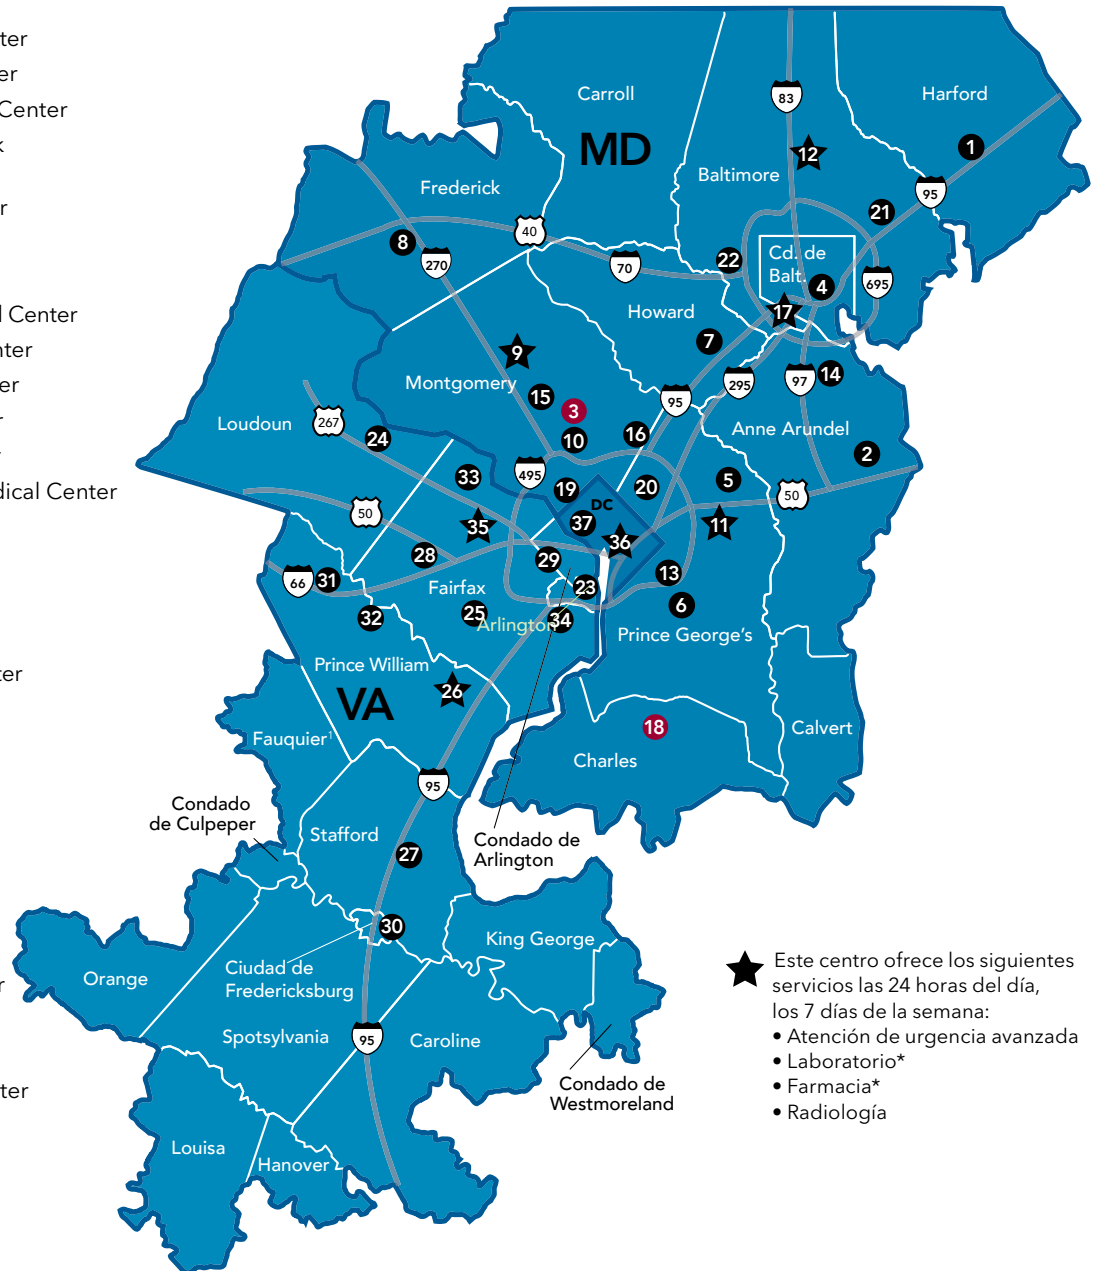 ter
er
Center
k
r
l Center
nter
er
r
dical Center
ter
r
ter
Carroll
83
Harford
MD
12
1
Baltimore
Frederick
95
21
40
8
270
70
22
Cd. de
Balt.
4
695
Howard
17
7
9
Montgomery
15
3
295
97
14
95
Loudoun
267
24
10
16
Anne Arundel
2
33
495
19
20
5
50
DC
50
35
37
36
11
28
29
66
31
Fairfax
23
13
32
25
Arlington
34
6
Prince George's
Prince William
26
VA
18
Fauquier¹
Calvert
Charles
95
Condado
de Culpeper
Stafford
Condado de
Arlington
27
30
King George
Orange
Ciudad de
Fredericksburg
Spotsylvania
95
Caroline
Condado de
Westmoreland
Louisa
Hanover
Este centro ofrece los siguientes
servicios las 24 horas del día,
los 7 días de la semana:
• Atención de urgencia avanzada
• Laboratorio*
• Farmacia*
• Radiología